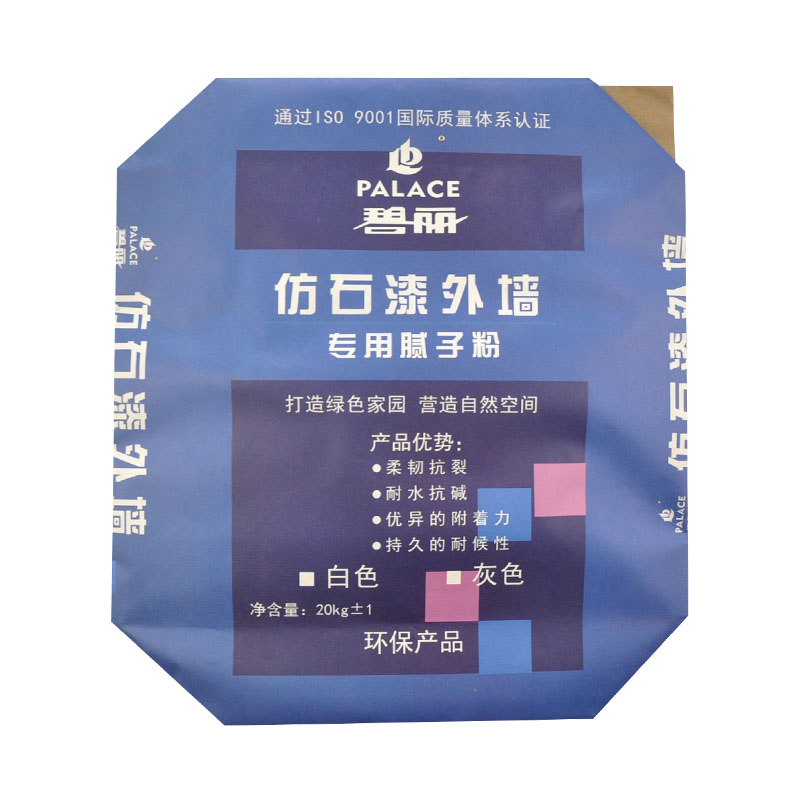 通过ISO 9001国际质量体系认证
PALACE
碧丽
仿石漆外墙
专用腻子粉
打造绿色家园 营造自然空间
产品优势：
●柔韧抗裂
●耐水抗碱
●优异的附着力
●持久的耐候性
■白色 ■灰色
净含量：20kg±1
环保产品
PALACE
碧丽
仿石漆外墙
仿石漆外墙
PALACE